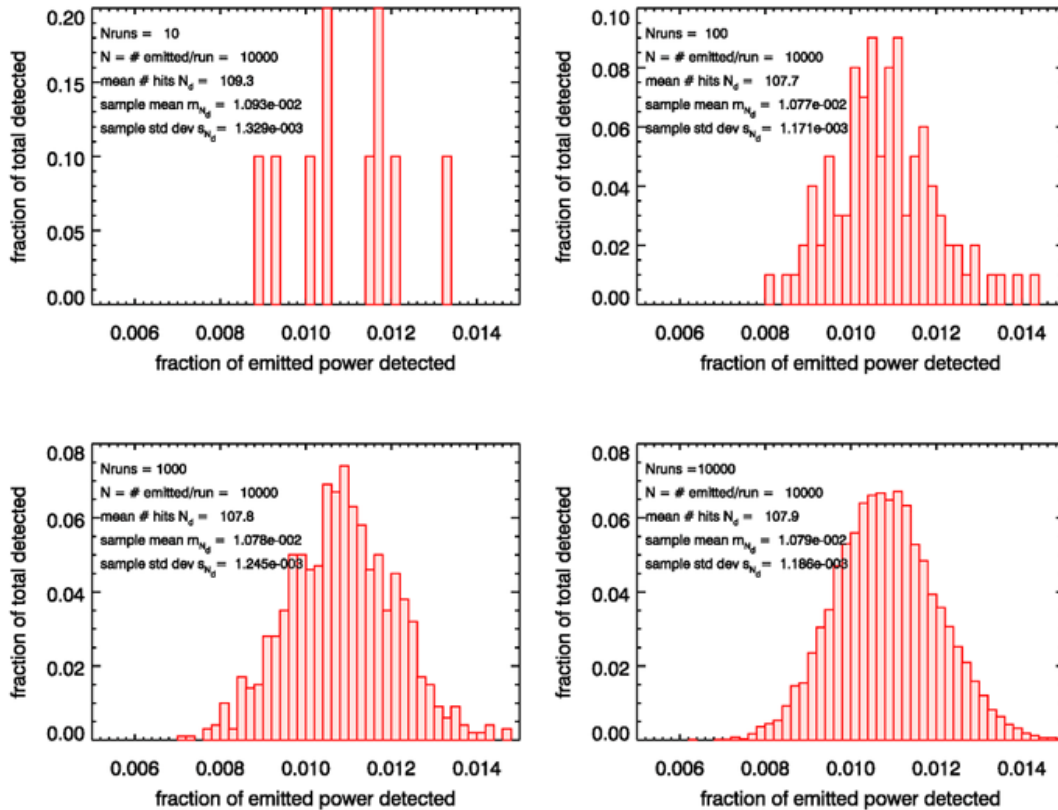 0.20
0.15
0.10
0.05
0.00
fraction of total detected
Nruns = 10
N = # emitted/run = 10000
mean # hits N_d = 109.3
sample mean m_N_d = 1.093e-002
sample std dev s_N_d = 1.329e-003
0.006 0.008 0.010 0.012 0.014
fraction of emitted power detected
0.10
0.08
0.06
0.04
0.02
0.00
fraction of total detected
Nruns = 100
N = # emitted/run = 10000
mean # hits N_d = 107.7
sample mean m_N_d = 1.077e-002
sample std dev s_N_d = 1.171e-003
0.006 0.008 0.010 0.012 0.014
fraction of emitted power detected
0.08
0.06
0.04
0.02
0.00
fraction of total detected
Nruns = 1000
N = # emitted/run = 10000
mean # hits N_d = 107.8
sample mean m_N_d = 1.078e-002
sample std dev s_N_d = 1.245e-003
0.006 0.008 0.010 0.012 0.014
fraction of emitted power detected
0.08
0.06
0.04
0.02
0.00
fraction of total detected
Nruns =10000
N = # emitted/run = 10000
mean # hits N_d = 107.9
sample mean m_N_d = 1.079e-002
sample std dev s_N_d = 1.186e-003
0.006 0.008 0.010 0.012 0.014
fraction of emitted power detected